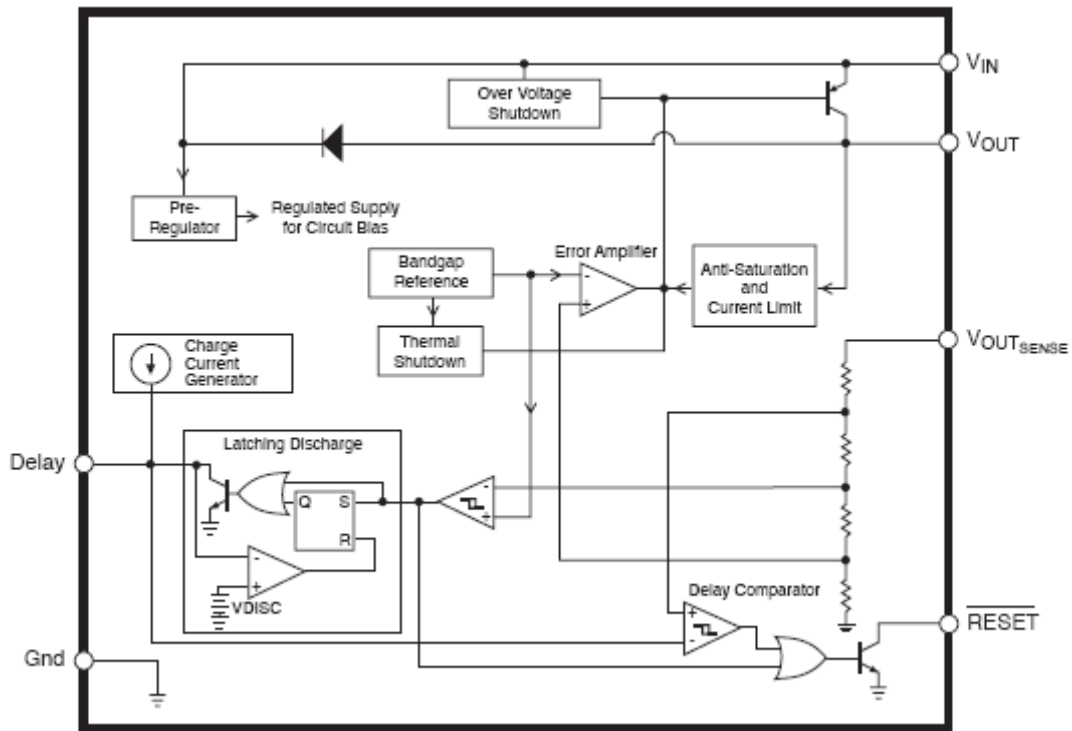 VIN
Over Voltage
Shutdown
VOUT
Pre-
Regulator
Regulated Supply
for Circuit Bias
Error Amplifier
Bandgap
Reference
-
+
Anti-Saturation
and
Current Limit
Thermal
Shutdown
VOUTSENSE
Charge
Current
Generator
Latching Discharge
Delay
Q
S
R
-
+
-
+
VDISC
Delay Comparator
+
-
RESET
Gnd